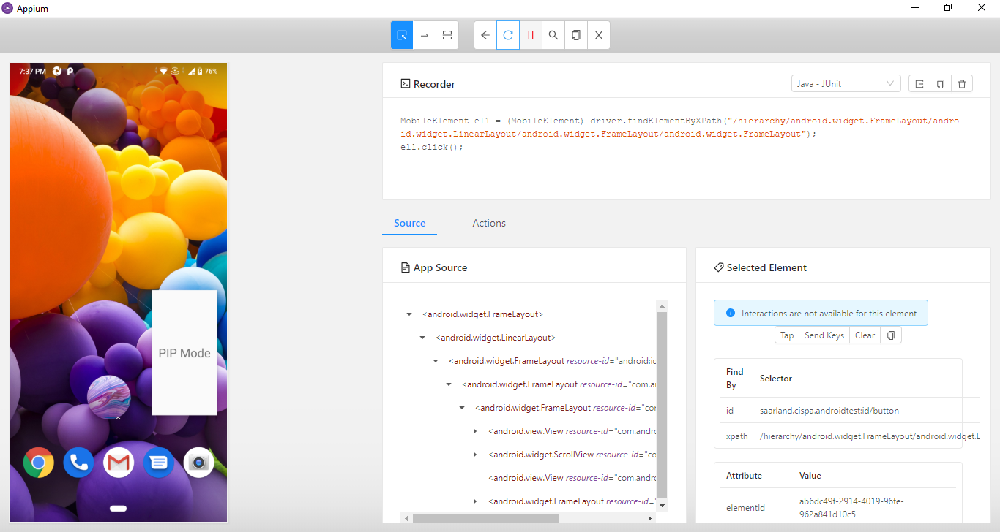 Appium
7:37 PM
76%
PIP Mode
Recorder
Java - JUnit
MobileElement el1 = (MobileElement) driver.findElementByXPath("/hierarchy/android.widget.FrameLayout/andro
id.widget.LinearLayout/android.widget.FrameLayout/android.widget.FrameLayout");
el1.click();
Source
Actions
App Source
<android.widget.FrameLayout>
<android.widget.LinearLayout>
<android.widget.FrameLayout resource-id="android:ic
<android.widget.FrameLayout resource-id="com.a
<android.widget.FrameLayout resource-id="co
<android.view.View resource-id="com.andr
<android.widget.ScrollView resource-id="cc
<android.view.View resource-id="com.andr
<android.widget.FrameLayout resource-id="
Selected Element
Interactions are not available for this element
Tap
Send Keys
Clear
Find By
Selector
id
saarland.cispa.androidtest:id/button
xpath
/hierarchy/android.widget.FrameLayout/android.widget.L
Attribute
Value
elementId
ab6dc49f-2914-4019-96fe-
962a841d10c5